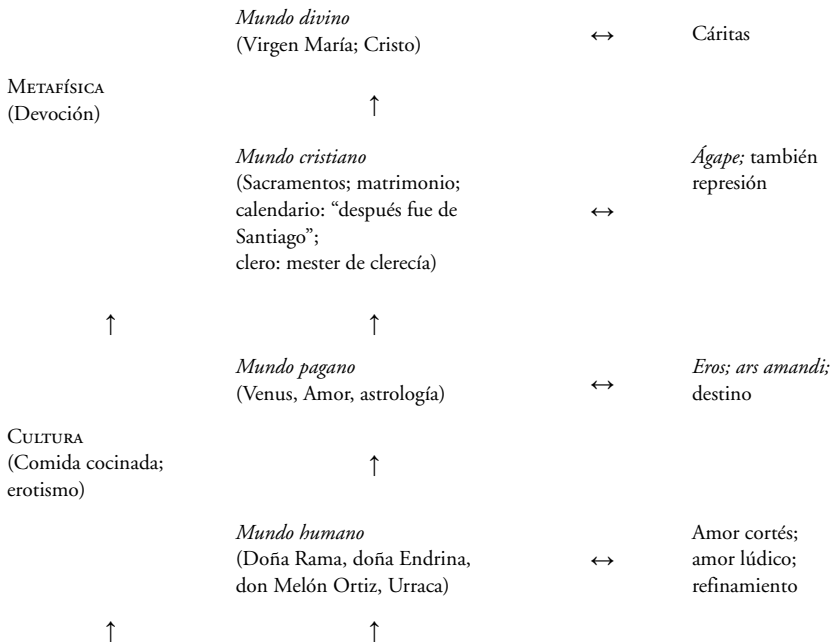 Mundo divino
(Virgen María; Cristo)
↔
Cáritas
METAFÍSICA
(Devoción)
↑
Mundo cristiano
(Sacramentos; matrimonio;
calendario: “después fue de
Santiago”;
clero: mester de clerecía)
↔
Ágape; también
represión
↑
↑
Mundo pagano
(Venus, Amor, astrología)
↔
Eros; ars amandi;
destino
CULTURA
(Comida cocinada;
erotismo)
↑
Mundo humano
(Doña Rama, doña Endrina,
don Melón Ortiz, Urraca)
↔
Amor cortés;
amor lúdico;
refinamiento
↑
↑